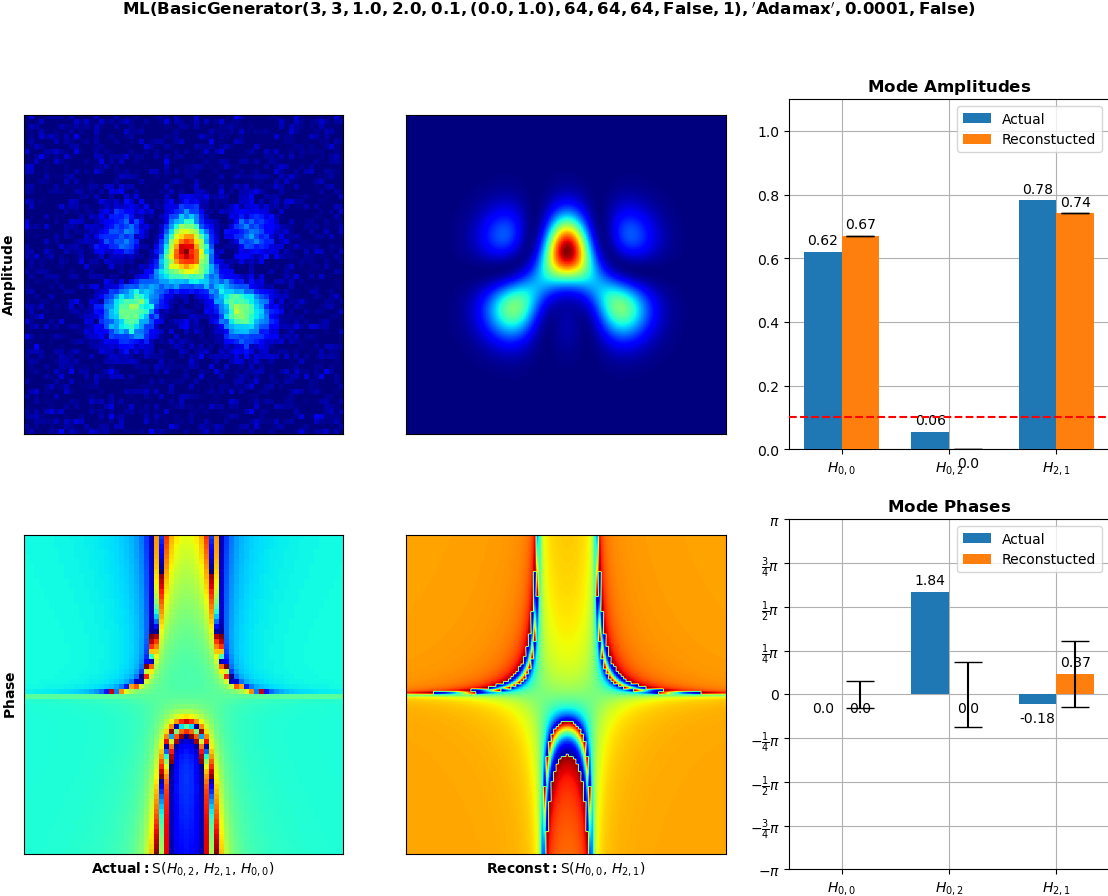 ML(BasicGenerator(3, 3, 1.0, 2.0, 0.1, (0.0, 1.0), 64, 64, 64, False, 1), 'Adamax', 0.0001, False)
Amplitude
Mode Amplitudes
Actual
Reconstucted
1.0
0.8
0.6
0.4
0.2
0.0
0.62
0.67
0.06
0.0
0.78
0.74
H0,0
H0,2
H2,1
Phase
Actual: S(H0,2, H2,1, H0,0)
Reconst: S(H0,0, H2,1)
Mode Phases
Actual
Reconstucted
π
3/4π
1/2π
1/4π
0
−1/4π
−1/2π
−3/4π
−π
0.0
0.0
1.84
0.0
-0.18
0.37
H0,0
H0,2
H2,1